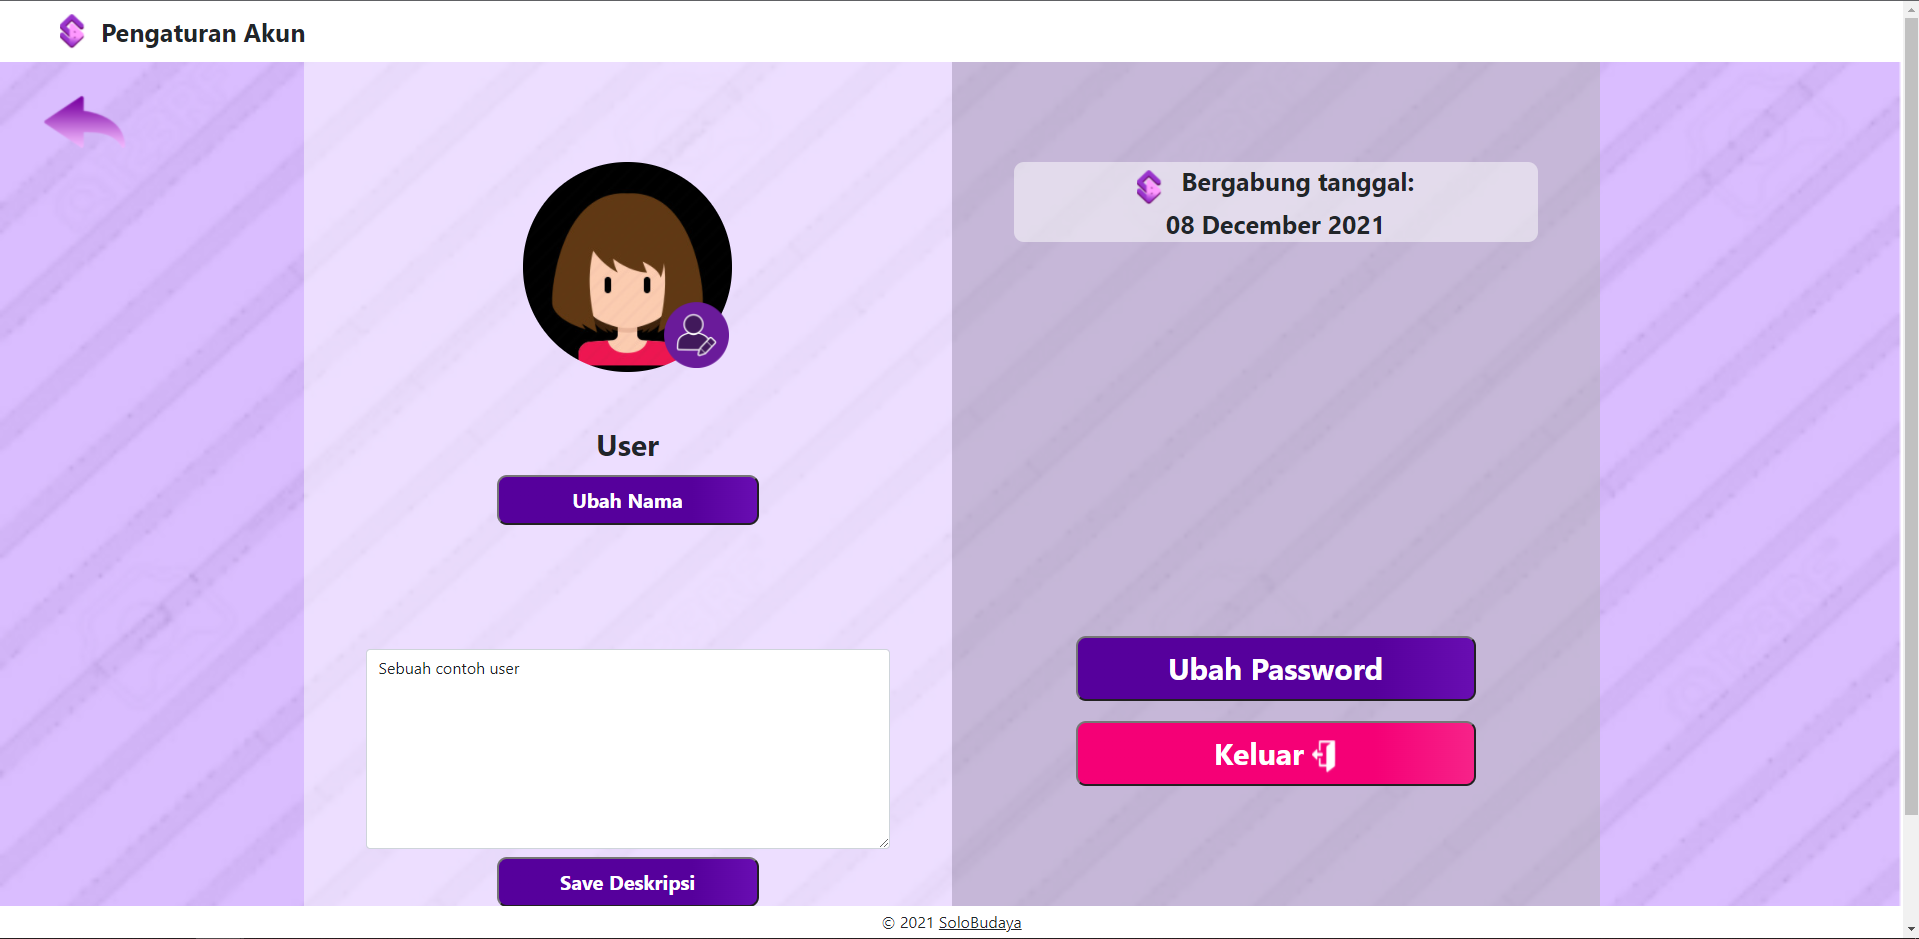 Pengaturan Akun
Bergabung tanggal:
08 December 2021
User
Ubah Nama
Sebuah contoh user
Save Deskripsi
Ubah Password
Keluar
© 2021 SoloBudaya